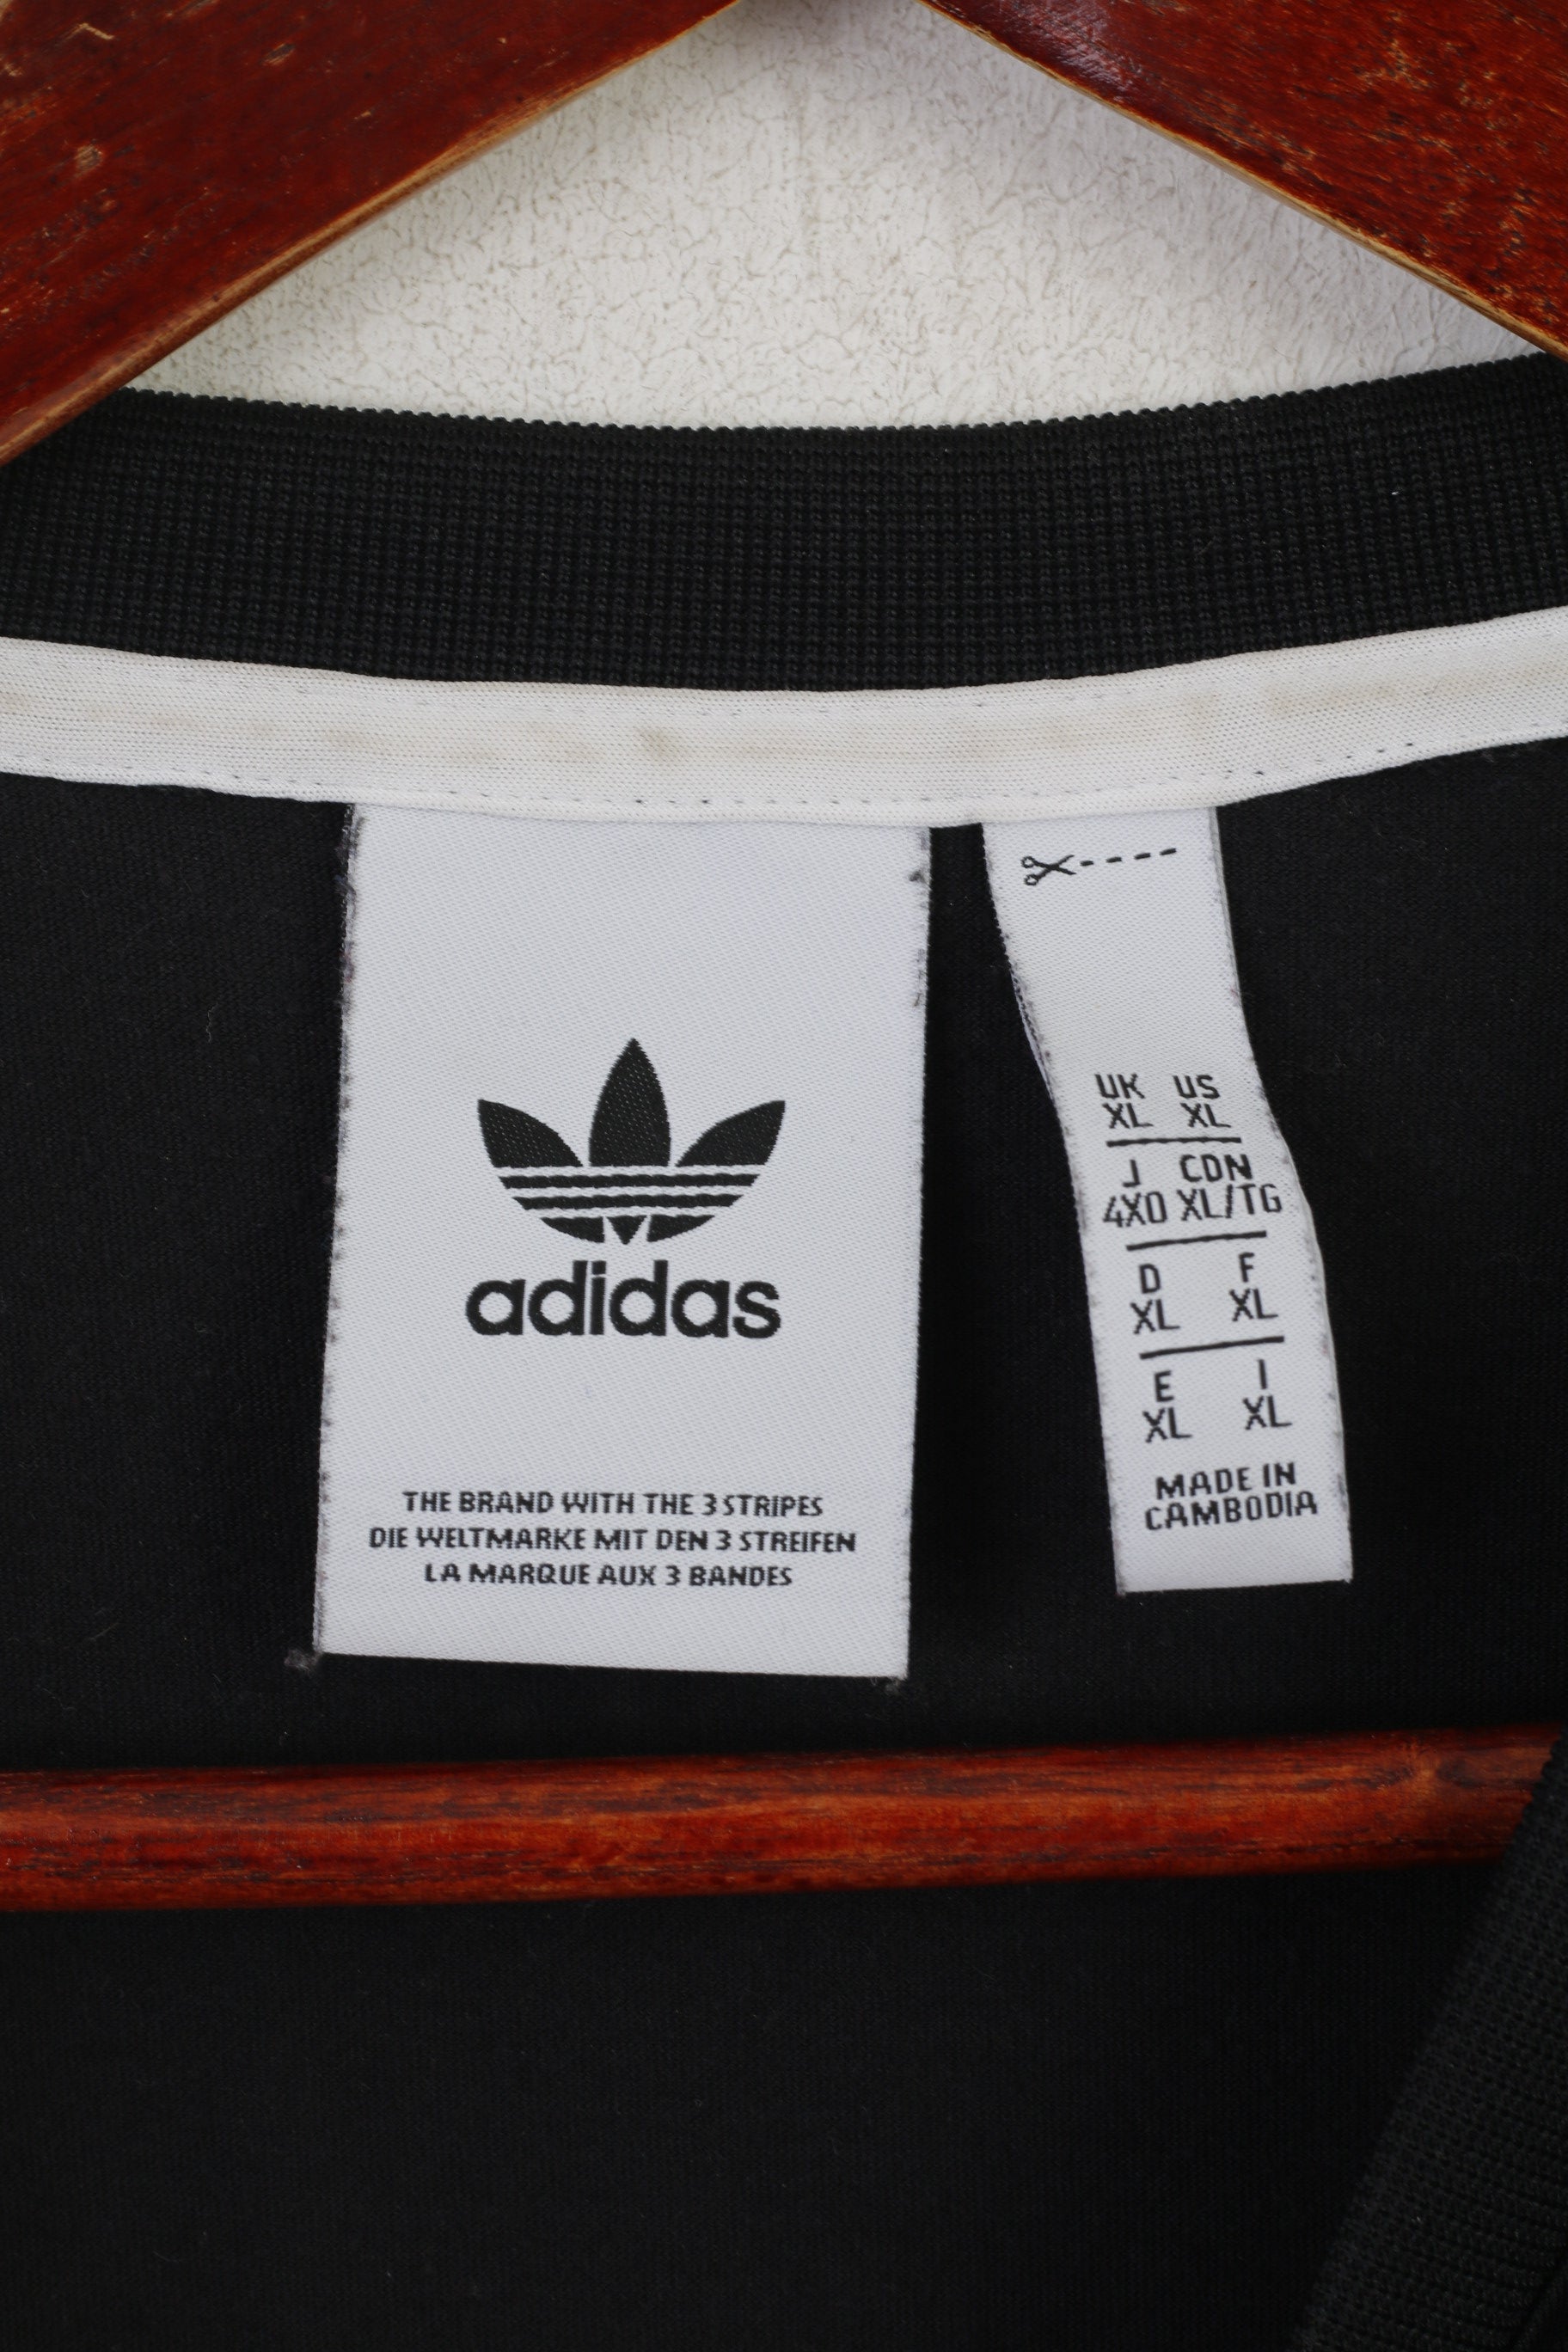 adidas
THE BRAND WITH THE 3 STRIPES
DIE WELTMARKE MIT DEN 3 STREIFEN
LA MARQUE AUX 3 BANDES
UK US
XL XL
J CDN
4XO XL/TG
D F
XL XL
E I
XL XL
MADE IN
CAMBODIA